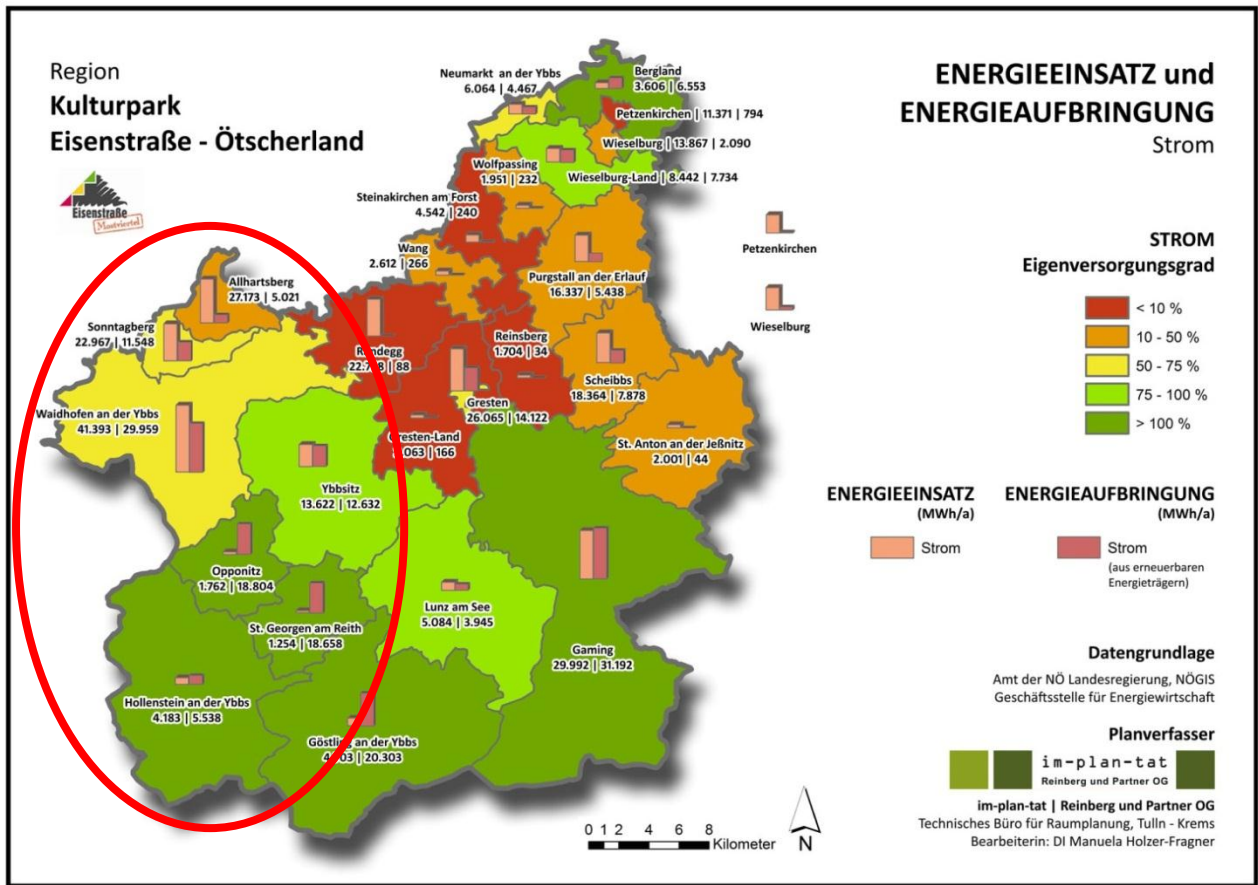 Region
Kulturpark
Eisenstraße - Ötscherland
Eisenstraße
Mostviertel
ENERGIEEINSATZ und
ENERGIEAUFBRINGUNG
Strom
Neumarkt an der Ybbs
6.064 | 4.467
Bergland
3.606 | 6.553
Petzenkirchen | 11.371 | 794
Wieselburg | 13.867 | 2.090
Wolfpassing
1.951 | 232
Wieselburg-Land | 8.442 | 7.734
Steinakirchen am Forst
4.542 | 240
Wang
2.612 | 266
Purgstall an der Erlauf
16.337 | 5.438
Petzenkirchen
Wieselburg
Allhartsberg
27.173 | 5.021
Sonntagberg
22.967 | 11.548
Randegg
| 88
Reinsberg
1.704 | 34
Scheibbs
18.364 | 7.878
Gresten
26.065 | 14.122
Waidhofen an der Ybbs
41.393 | 29.959
Gresten-Land
.063 | 166
St. Anton an der Jeßnitz
2.001 | 44
Ybbsitz
13.622 | 12.632
Opponitz
1.762 | 18.804
St. Georgen am Reith
1.254 | 18.658
Lunz am See
5.084 | 3.945
Gaming
29.992 | 31.192
Hollenstein an der Ybbs
4.183 | 5.538
Göstling an der Ybbs
| 20.303
STROM
Eigenversorgungsgrad
< 10 %
10 - 50 %
50 - 75 %
75 - 100 %
> 100 %
ENERGIEEINSATZ
(MWh/a)
Strom
ENERGIEAUFBRINGUNG
(MWh/a)
Strom
(aus erneuerbaren
Energieträgern)
Datengrundlage
Amt der NÖ Landesregierung, NÖGIS
Geschäftsstelle für Energiewirtschaft
Planverfasser
im-plan-tat
Reinberg und Partner OG
im-plan-tat | Reinberg und Partner OG
Technisches Büro für Raumplanung, Tulln - Krems
Bearbeiterin: DI Manuela Holzer-Fragner
0 1 2 4 6 8
Kilometer
N